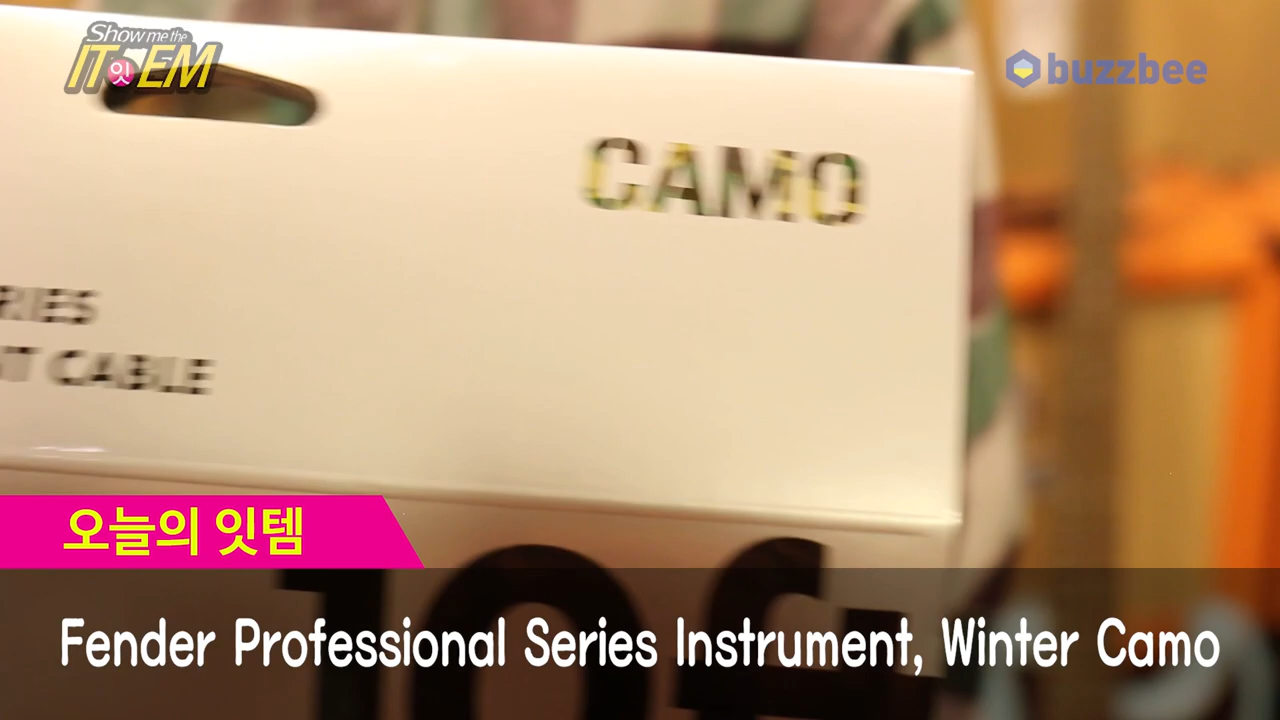 Show me the
IT잇EM
buzzbee
CAMO
RIES
CABLE
오늘의 잇템
10f
Fender Professional Series Instrument, Winter Camo